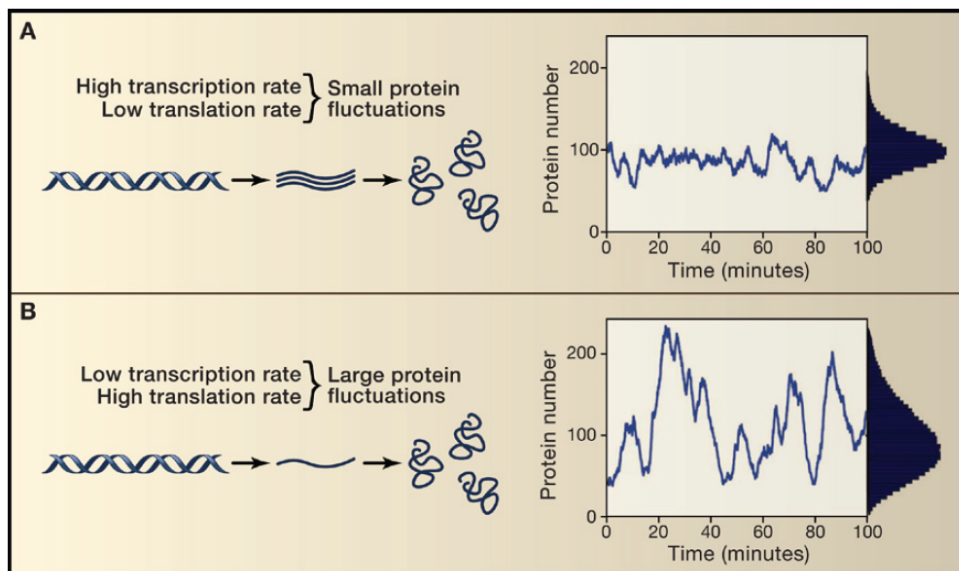 A
High transcription rate
Low translation rate
Small protein
fluctuations
Protein number
200
100
0
0 20 40 60 80 100
Time (minutes)
B
Low transcription rate
High translation rate
Large protein
fluctuations
Protein number
200
100
0
0 20 40 60 80 100
Time (minutes)